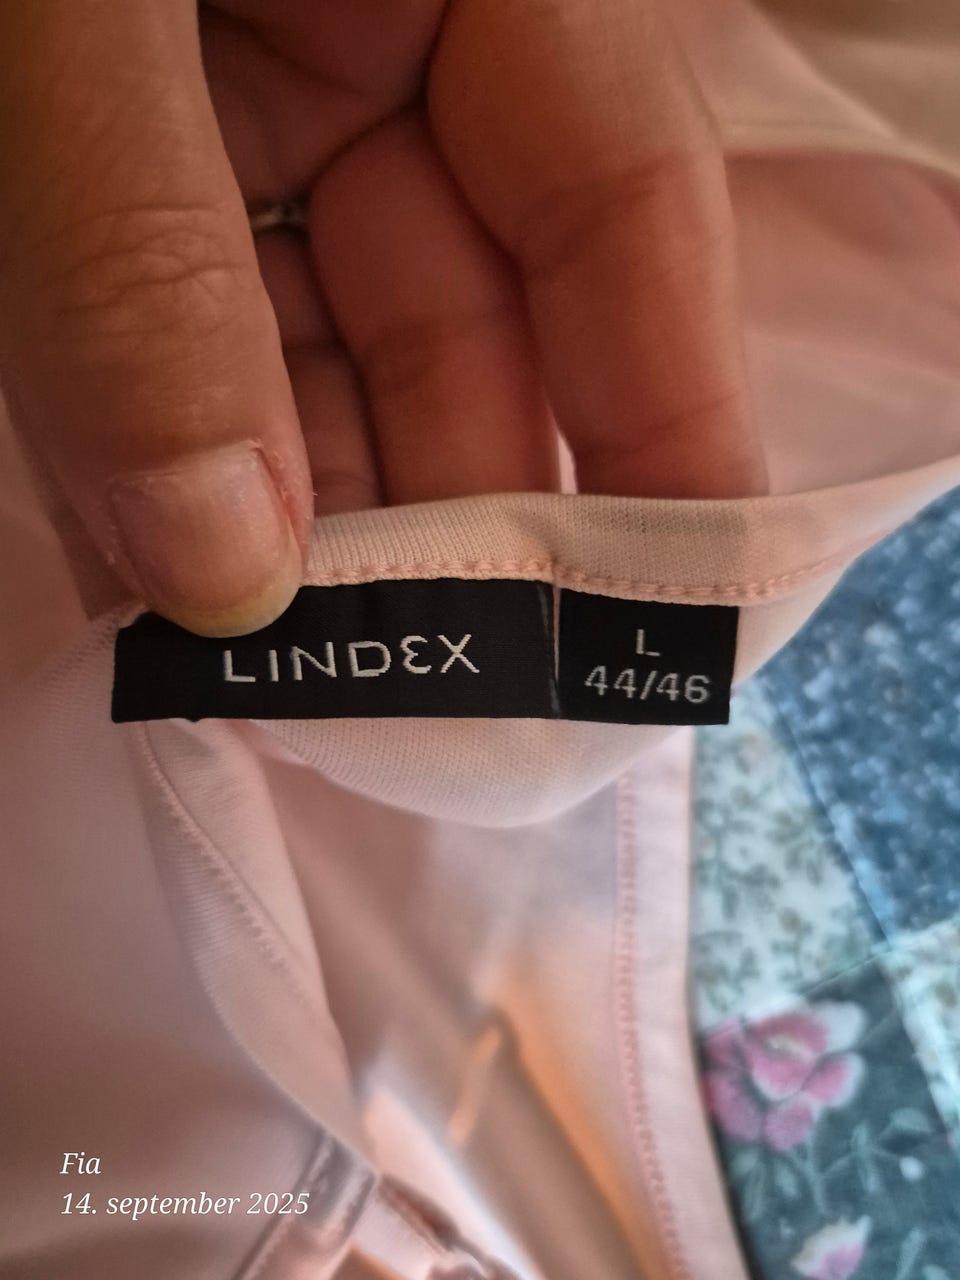 LINDEX
L
44/46
Fia
14. september 2025